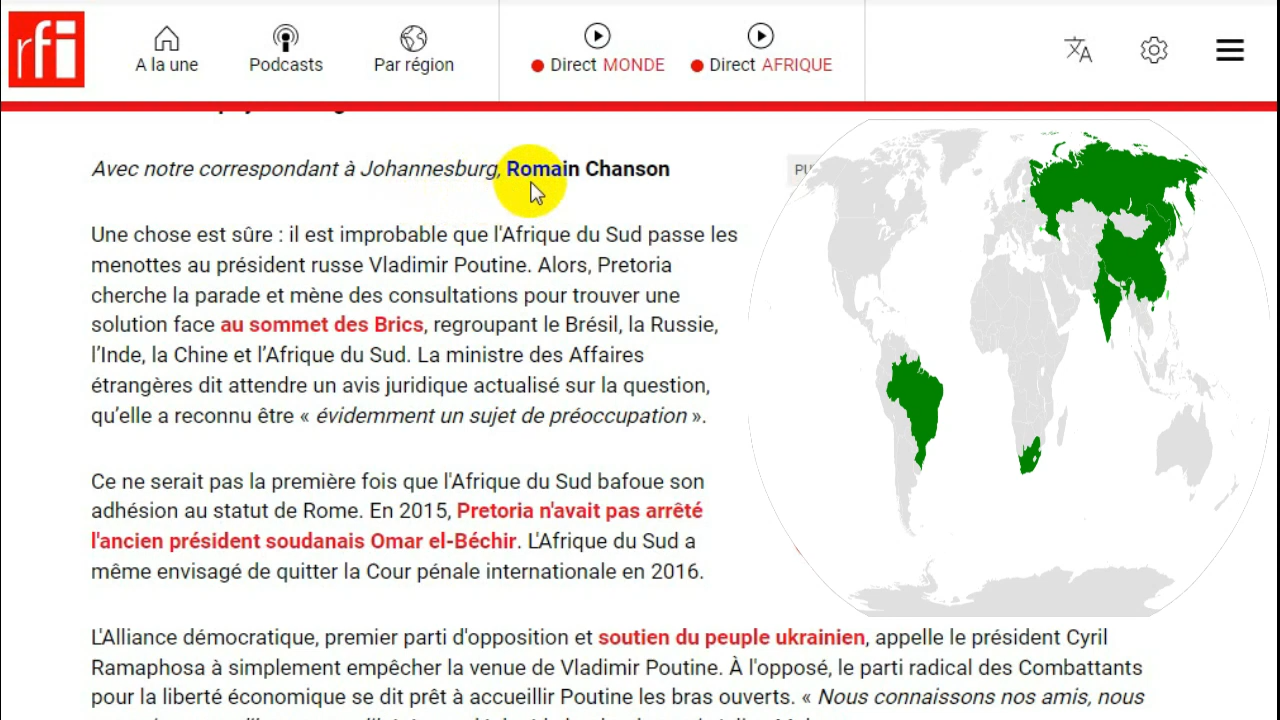 rfi
A la une
Podcasts
Par région
Direct MONDE
Direct AFRIQUE
Avec notre correspondant à Johannesburg, Romain Chanson
PU
Une chose est sûre : il est improbable que l'Afrique du Sud passe les
menottes au président russe Vladimir Poutine. Alors, Pretoria
cherche la parade et mène des consultations pour trouver une
solution face au sommet des Brics, regroupant le Brésil, la Russie,
l’Inde, la Chine et l’Afrique du Sud. La ministre des Affaires
étrangères dit attendre un avis juridique actualisé sur la question,
qu’elle a reconnu être « évidemment un sujet de préoccupation ».
Ce ne serait pas la première fois que l'Afrique du Sud bafoue son
adhésion au statut de Rome. En 2015, Pretoria n'avait pas arrêté
l'ancien président soudanais Omar el-Béchir. L'Afrique du Sud a
même envisagé de quitter la Cour pénale internationale en 2016.
L'Alliance démocratique, premier parti d'opposition et soutien du peuple ukrainien, appelle le président Cyril
Ramaphosa à simplement empêcher la venue de Vladimir Poutine. À l'opposé, le parti radical des Combattants
pour la liberté économique se dit prêt à accueillir Poutine les bras ouverts. « Nous connaissons nos amis, nous